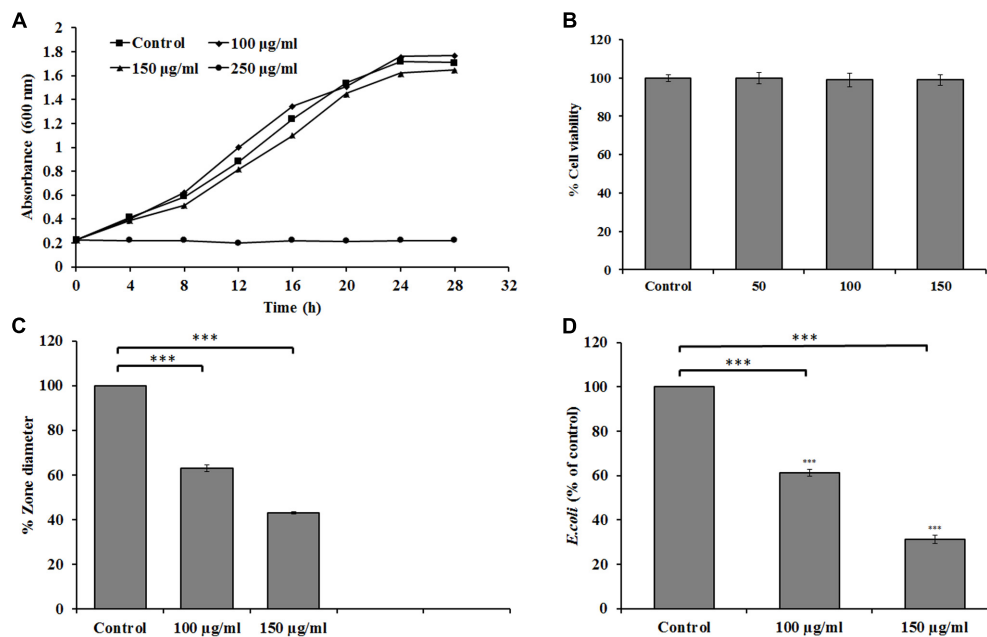 A
Absorbance (600 nm)
2
1.8
1.6
1.4
1.2
1
0.8
0.6
0.4
0.2
0
Control
100 µg/ml
150 µg/ml
250 µg/ml
0 4 8 12 16 20 24 28 32
Time (h)
B
% Cell viability
120
100
80
60
40
20
0
Control 50 100 150
C
% Zone diameter
120
100
80
60
40
20
0
***
***
Control 100 µg/ml 150 µg/ml
D
E.coli (% of control)
120
100
80
60
40
20
0
***
***
***
***
Control 100 µg/ml 150 µg/ml